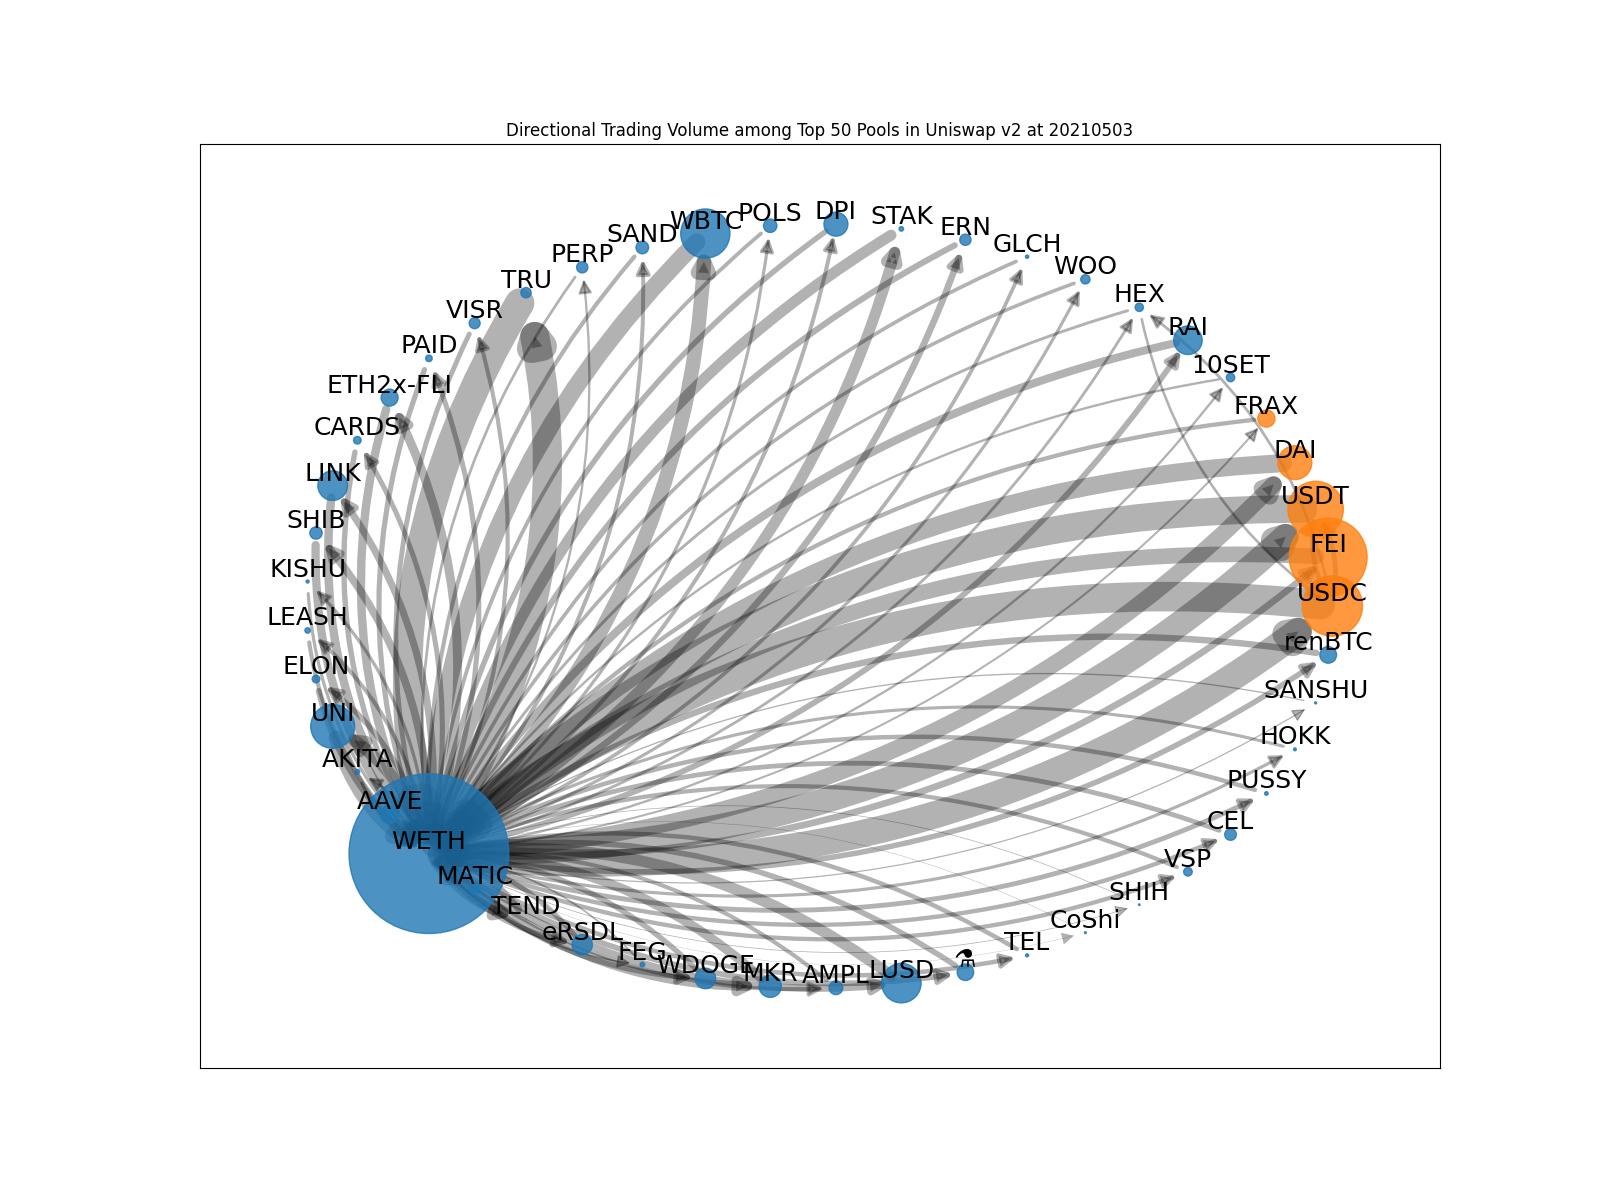 Directional Trading Volume among Top 50 Pools in Uniswap v2 at 20210503
WBTC
POLS
DPI
STAK
ERN
SAND
GLCH
PERP
WOO
TRU
HEX
VISR
RAI
PAID
10SET
ETH2x-FLI
FRAX
CARDS
DAI
LINK
USDT
SHIB
FEI
KISHU
USDC
LEASH
renBTC
ELON
SANSHU
UNI
HOKK
AKITA
PUSSY
AAVE
CEL
WETH
VSP
MATIC
SHIH
TEND
CoShi
eRSDL
TEL
FEG
⚗
WDOGE
MKR
AMPL
LUSD